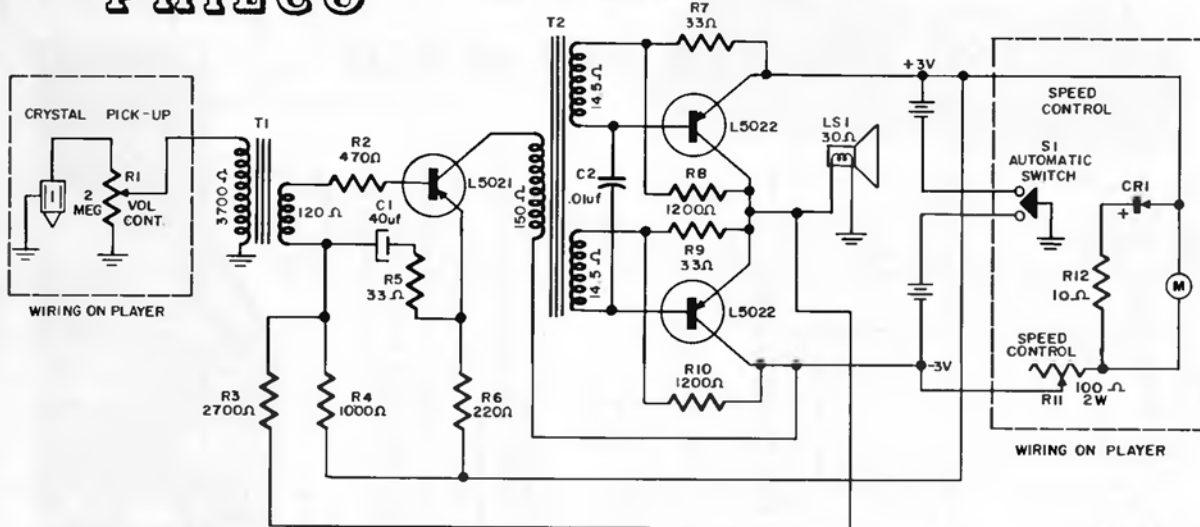 PHILCO
CRYSTAL PICK-UP
2
MEG
R1
VOL
CONT.
WIRING ON PLAYER
T1
3700Ω
120Ω
R2
470Ω
C1
40uf
R5
33Ω
L5021
R3
2700Ω
R4
1000Ω
R6
220Ω
T2
150Ω
14.5Ω
14.5Ω
C2
.01uf
R7
33Ω
L5022
R8
1200Ω
R9
33Ω
L5022
R10
1200Ω
LS1
30Ω
+3V
-3V
SPEED
CONTROL
S1
AUTOMATIC
SWITCH
CR1
+
R12
10Ω
M
SPEED
CONTROL
R11
100Ω
2W
WIRING ON PLAYER